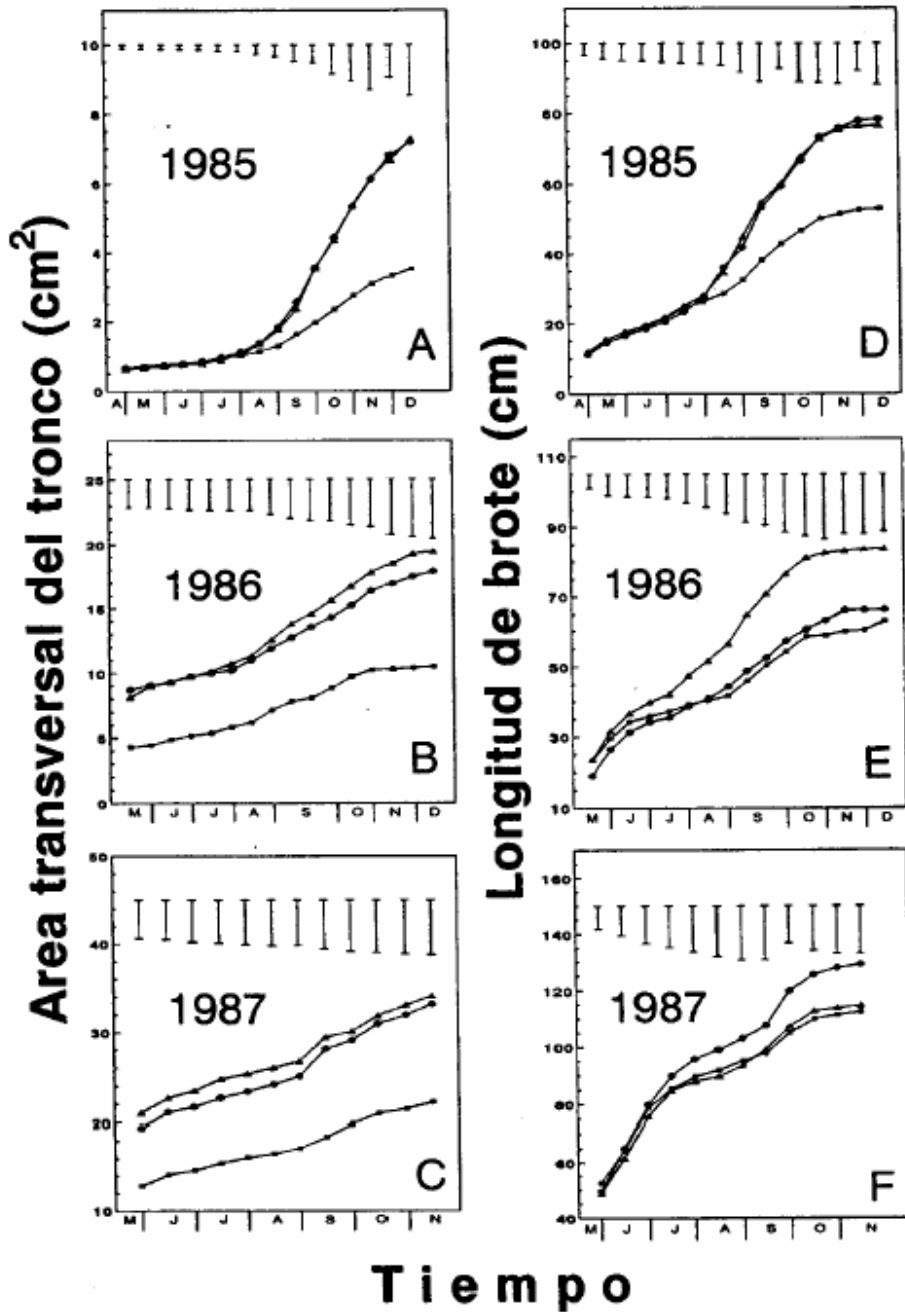 Area transversal del tronco (cm²)
10
8
6
4
2
0
1985
A
A M J J A S O N D
25
20
15
10
5
0
1986
B
M J J A S O N D
50
40
30
20
10
1987
C
M J J A S O N
Longitud de brote (cm)
100
80
60
40
20
0
1985
D
A M J J A S O N D
110
90
70
50
30
10
1986
E
M J J A S O N D
160
140
120
100
80
60
40
1987
F
M J J A S O N
Tiempo